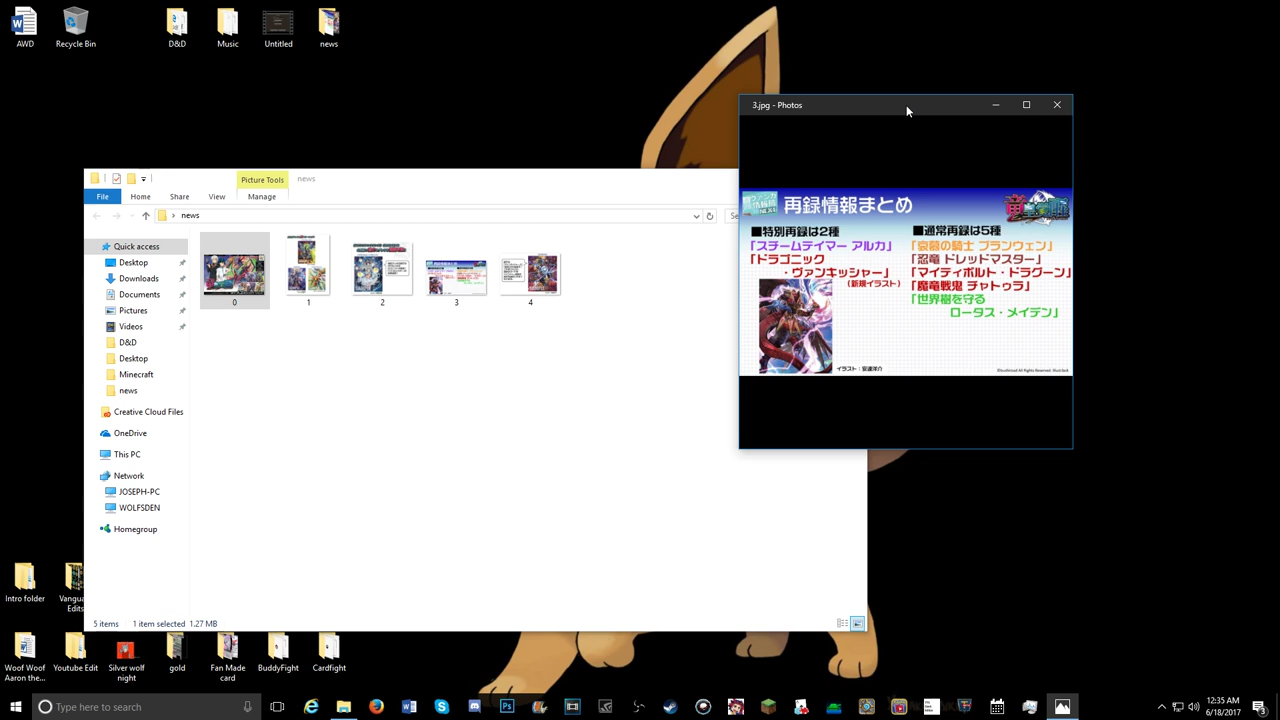 AWD
Recycle Bin
D&D
Music
Untitled
news
3.jpg - Photos
Picture Tools
news
File
Home
Share
View
Manage
news
Se
Quick access
Desktop
Downloads
Documents
Pictures
Videos
D&D
Desktop
Minecraft
news
Creative Cloud Files
OneDrive
This PC
Network
JOSEPH-PC
WOLFSDEN
Homegroup
0
1
2
3
4
再録情報まとめ
■特別再録は2種
「スチームテイマー アルカ」
「ドラゴニック
・ヴァンキッシャー」
(新規イラスト)
■通常再録は5種
「哀慕の騎士 ブランウェン」
「忍竜 ドレッドマスター」
「マイティボルト・ドラグーン」
「魔竜戦鬼 チャトゥラ」
「世界樹を守る
ロータス・メイデン」
5 items
1 item selected 1.27 MB
Intro folder
Vangua
Edits
Woof Woof
Aaron the...
Youtube Edit
Silver wolf
night
gold
Fan Made
card
BuddyFight
Cardfight
Type here to search
12:35 AM
6/18/2017